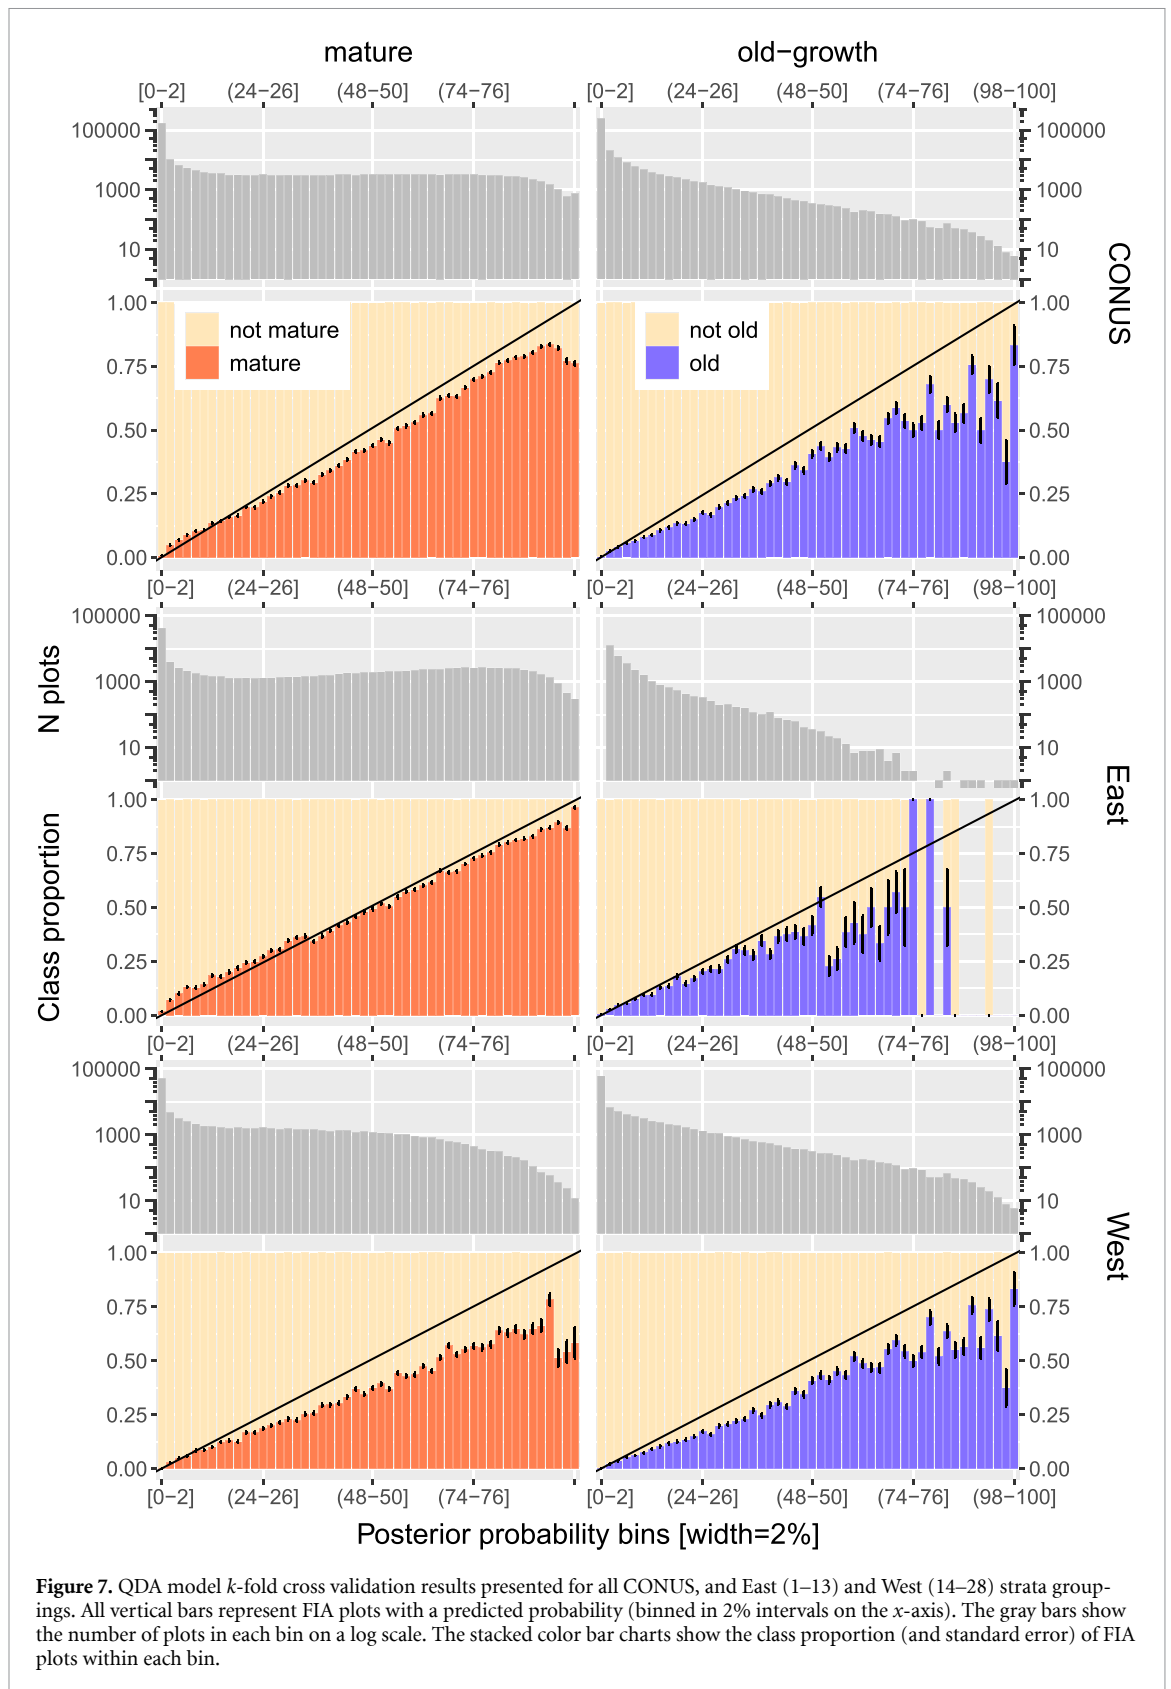 mature old−growth
[0−2] (24−26] (48−50] (74−76] [0−2] (24−26] (48−50] (74−76] (98−100]
100000 100000
1000 1000
10 10
CONUS
1.00 1.00
not mature not old
mature old
0.75 0.75
0.50 0.50
0.25 0.25
0.00 0.00
[0−2] (24−26] (48−50] (74−76] [0−2] (24−26] (48−50] (74−76] (98−100]
100000 100000
N plots
1000 1000
10 10
East
1.00 1.00
Class proportion
0.75 0.75
0.50 0.50
0.25 0.25
0.00 0.00
[0−2] (24−26] (48−50] (74−76] [0−2] (24−26] (48−50] (74−76] (98−100]
100000 100000
1000 1000
10 10
West
1.00 1.00
0.75 0.75
0.50 0.50
0.25 0.25
0.00 0.00
[0−2] (24−26] (48−50] (74−76] [0−2] (24−26] (48−50] (74−76] (98−100]
Posterior probability bins [width=2%]
Figure 7. QDA model k-fold cross validation results presented for all CONUS, and East (1–13) and West (14–28) strata group-
ings. All vertical bars represent FIA plots with a predicted probability (binned in 2% intervals on the x-axis). The gray bars show
the number of plots in each bin on a log scale. The stacked color bar charts show the class proportion (and standard error) of FIA
plots within each bin.